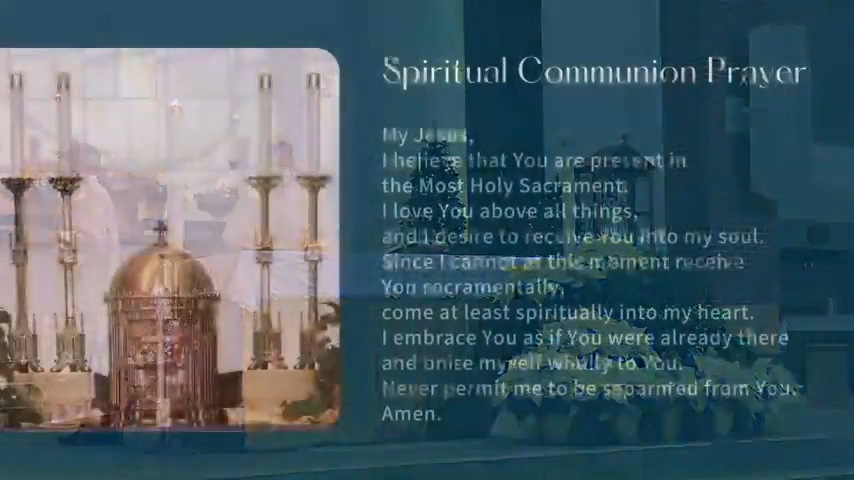 Spiritual Communion Prayer
My Jesus,
I believe that You are present in
the Most Holy Sacrament.
I love You above all things,
and I desire to receive You into my soul.
Since I cannot at this moment receive
You sacramentally,
come at least spiritually into my heart.
I embrace You as if You were already there
and unite myself wholly to You.
Never permit me to be separated from You.
Amen.